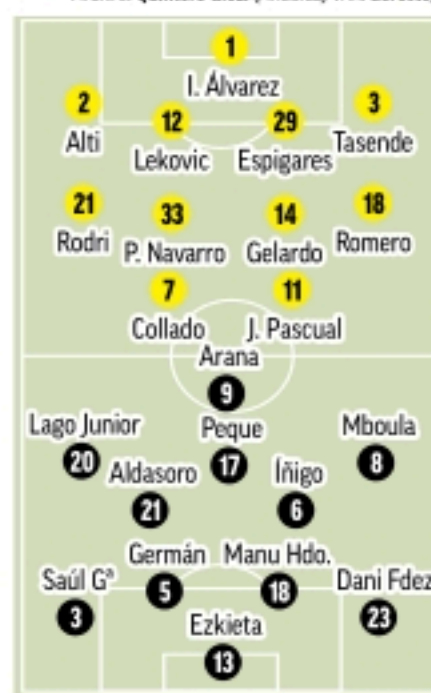 1
I. Álvarez
2
Alti
12
Lekovic
29
Espigares
3
Tasende
21
Rodri
33
P. Navarro
14
Gelardo
18
Romero
7
Collado
11
J. Pascual
Arana
9
Lago Junior
20
Peque
17
Mboula
8
Aldasoro
21
Íñigo
6
Saúl Gª
3
Germán
5
Manu Hdo.
18
Dani Fdez
23
Ezkieta
13